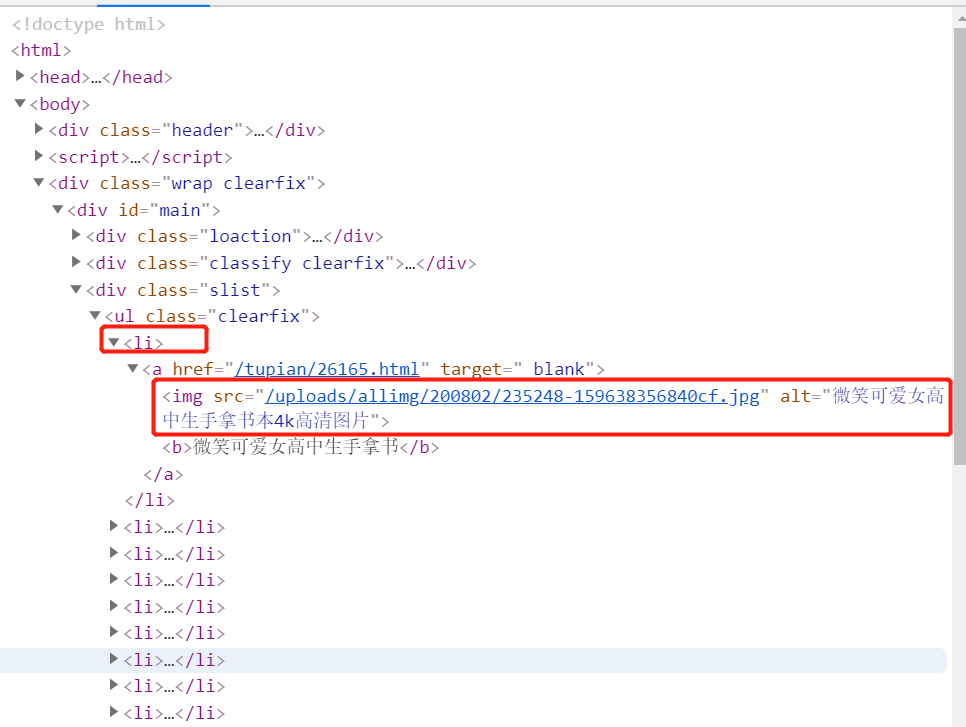 <!doctype html>
<html>
<head>…</head>
<body>
<div class="header">…</div>
<script>…</script>
<div class="wrap clearfix">
<div id="main">
<div class="loaction">…</div>
<div class="classify clearfix">…</div>
<div class="slist">
<ul class="clearfix">
<li>
<a href="/tupian/26165.html" target="_blank">
<img src="/uploads/allimg/200802/235248-159638356840cf.jpg" alt="微笑可爱女高
中生手拿书本4k高清图片">
<b>微笑可爱女高中生手拿书</b>
</a>
</li>
<li>…</li>
<li>…</li>
<li>…</li>
<li>…</li>
<li>…</li>
<li>…</li>
<li>…</li>
<li>…</li>